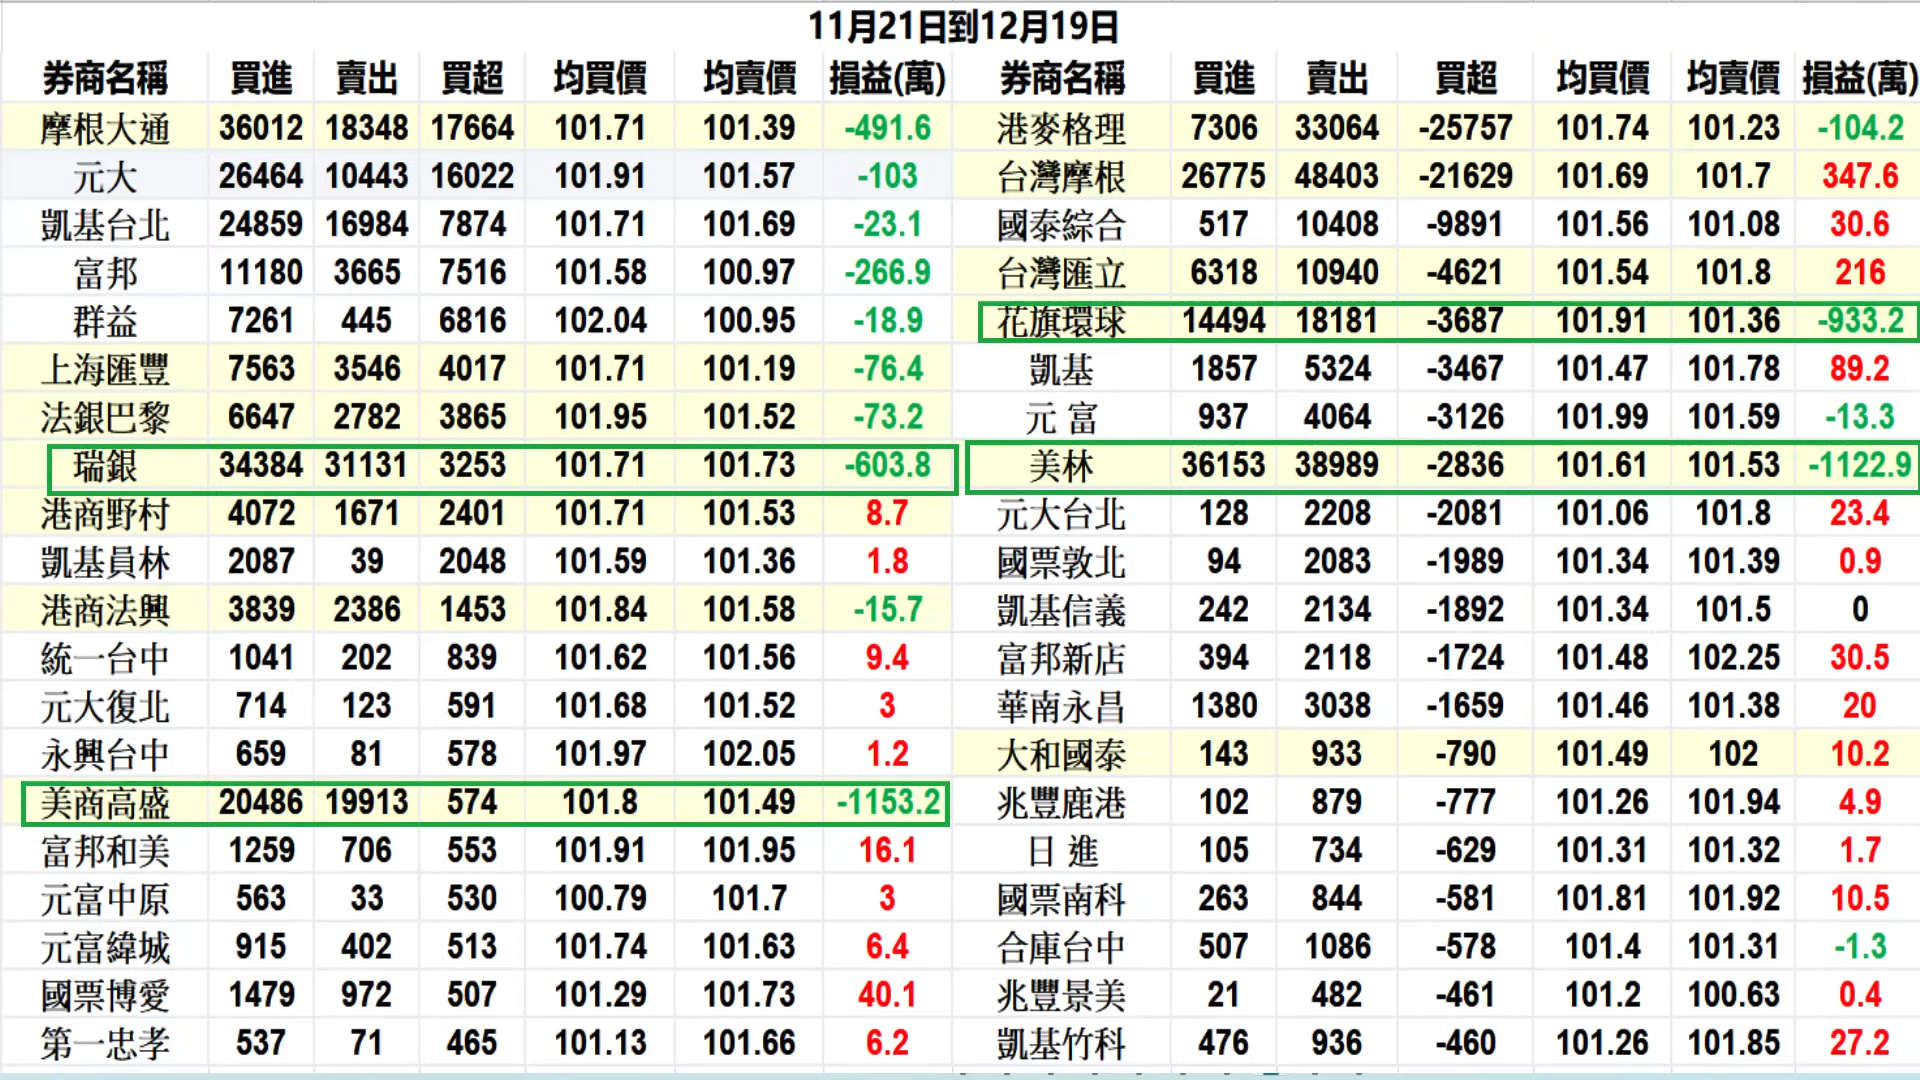 11月21日到12月19日
券商名稱 買進 賣出 買超 均買價 均賣價 損益(萬) 券商名稱 買進 賣出 買超 均買價 均賣價 損益(萬)
摩根大通 36012 18348 17664 101.71 101.39 -491.6 港麥格理 7306 33064 -25757 101.74 101.23 -104.2
元大 26464 10443 16022 101.91 101.57 -103 台灣摩根 26775 48403 -21629 101.69 101.7 347.6
凱基台北 24859 16984 7874 101.71 101.69 -23.1 國泰綜合 517 10408 -9891 101.56 101.08 30.6
富邦 11180 3665 7516 101.58 100.97 -266.9 台灣匯立 6318 10940 -4621 101.54 101.8 216
群益 7261 445 6816 102.04 100.95 -18.9 花旗環球 14494 18181 -3687 101.91 101.36 -933.2
上海匯豐 7563 3546 4017 101.71 101.19 -76.4 凱基 1857 5324 -3467 101.47 101.78 89.2
法銀巴黎 6647 2782 3865 101.95 101.52 -73.2 元 富 937 4064 -3126 101.99 101.59 -13.3
瑞銀 34384 31131 3253 101.71 101.73 -603.8 美林 36153 38989 -2836 101.61 101.53 -1122.9
港商野村 4072 1671 2401 101.71 101.53 8.7 元大台北 128 2208 -2081 101.06 101.8 23.4
凱基員林 2087 39 2048 101.59 101.36 1.8 國票敦北 94 2083 -1989 101.34 101.39 0.9
港商法興 3839 2386 1453 101.84 101.58 -15.7 凱基信義 242 2134 -1892 101.34 101.5 0
統一台中 1041 202 839 101.62 101.56 9.4 富邦新店 394 2118 -1724 101.48 102.25 30.5
元大復北 714 123 591 101.68 101.52 3 華南永昌 1380 3038 -1659 101.46 101.38 20
永興台中 659 81 578 101.97 102.05 1.2 大和國泰 143 933 -790 101.49 102 10.2
美商高盛 20486 19913 574 101.8 101.49 -1153.2 兆豐鹿港 102 879 -777 101.26 101.94 4.9
富邦和美 1259 706 553 101.91 101.95 16.1 日 進 105 734 -629 101.31 101.32 1.7
元富中原 563 33 530 100.79 101.7 3 國票南科 263 844 -581 101.81 101.92 10.5
元富緯城 915 402 513 101.74 101.63 6.4 合庫台中 507 1086 -578 101.4 101.31 -1.3
國票博愛 1479 972 507 101.29 101.73 40.1 兆豐景美 21 482 -461 101.2 100.63 0.4
第一忠孝 537 71 465 101.13 101.66 6.2 凱基竹科 476 936 -460 101.26 101.85 27.2